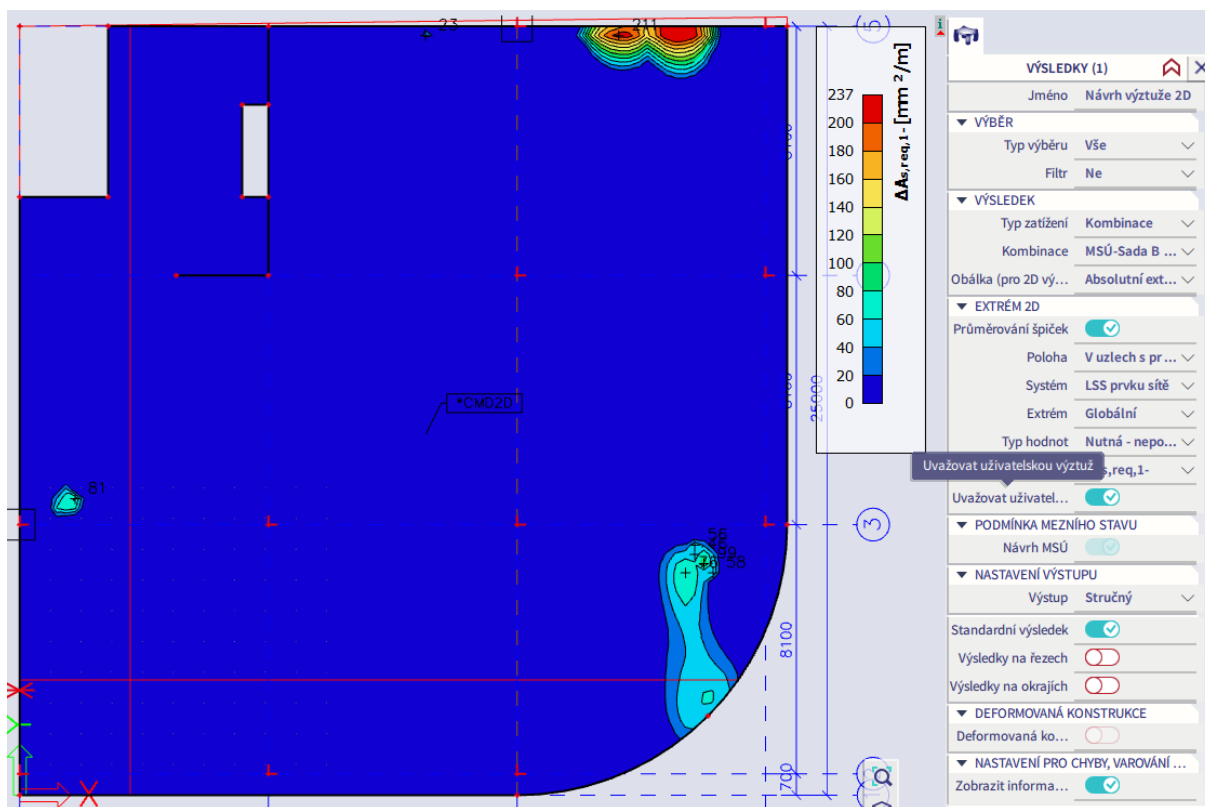 23
211
81
56
58
*CMD2D
5
3
25000
8100
700
X
ΔAs,req,1- [mm²/m]
237
200
180
160
140
120
100
80
60
40
20
0
VÝSLEDKY (1)
Jméno Návrh výztuže 2D
VÝBĚR
Typ výběru Vše
Filtr Ne
VÝSLEDEK
Typ zatížení Kombinace
Kombinace MSÚ-Sada B ...
Obálka (pro 2D vý... Absolutní ext...
EXTRÉM 2D
Průměrování špiček
Poloha V uzlech s pr ...
Systém LSS prvku sítě
Extrém Globální
Typ hodnot Nutná - nepo...
Uvažovat uživatelskou výztuž
s,req,1-
Uvažovat uživatel...
PODMÍNKA MEZNÍHO STAVU
Návrh MSÚ
NASTAVENÍ VÝSTUPU
Výstup Stručný
Standardní výsledek
Výsledky na řezech
Výsledky na okrajích
DEFORMOVANÁ KONSTRUKCE
Deformovaná ko...
NASTAVENÍ PRO CHYBY, VAROVÁNÍ ...
Zobrazit informa...